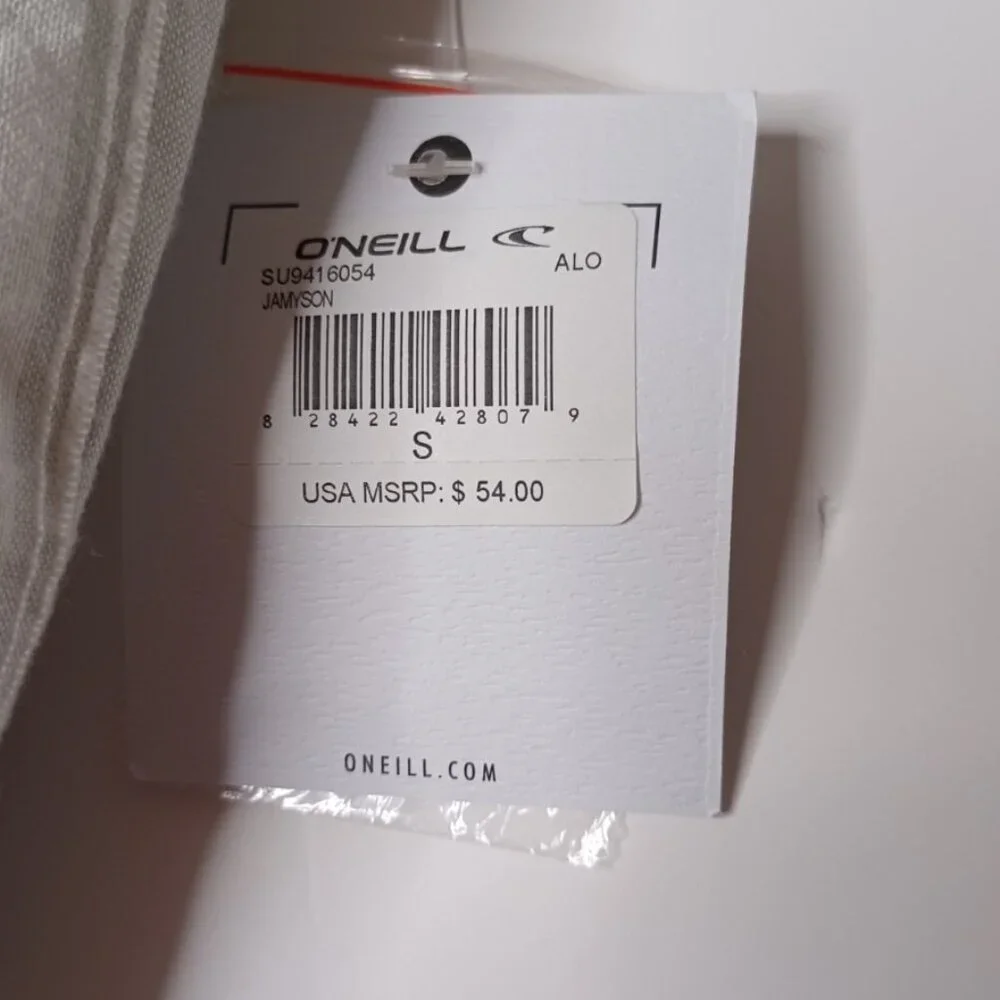 O'NEILL
SU9416054 ALO
JAMYSON
8 28422 42807 9
S
USA MSRP: $ 54.00
ONEILL.COM